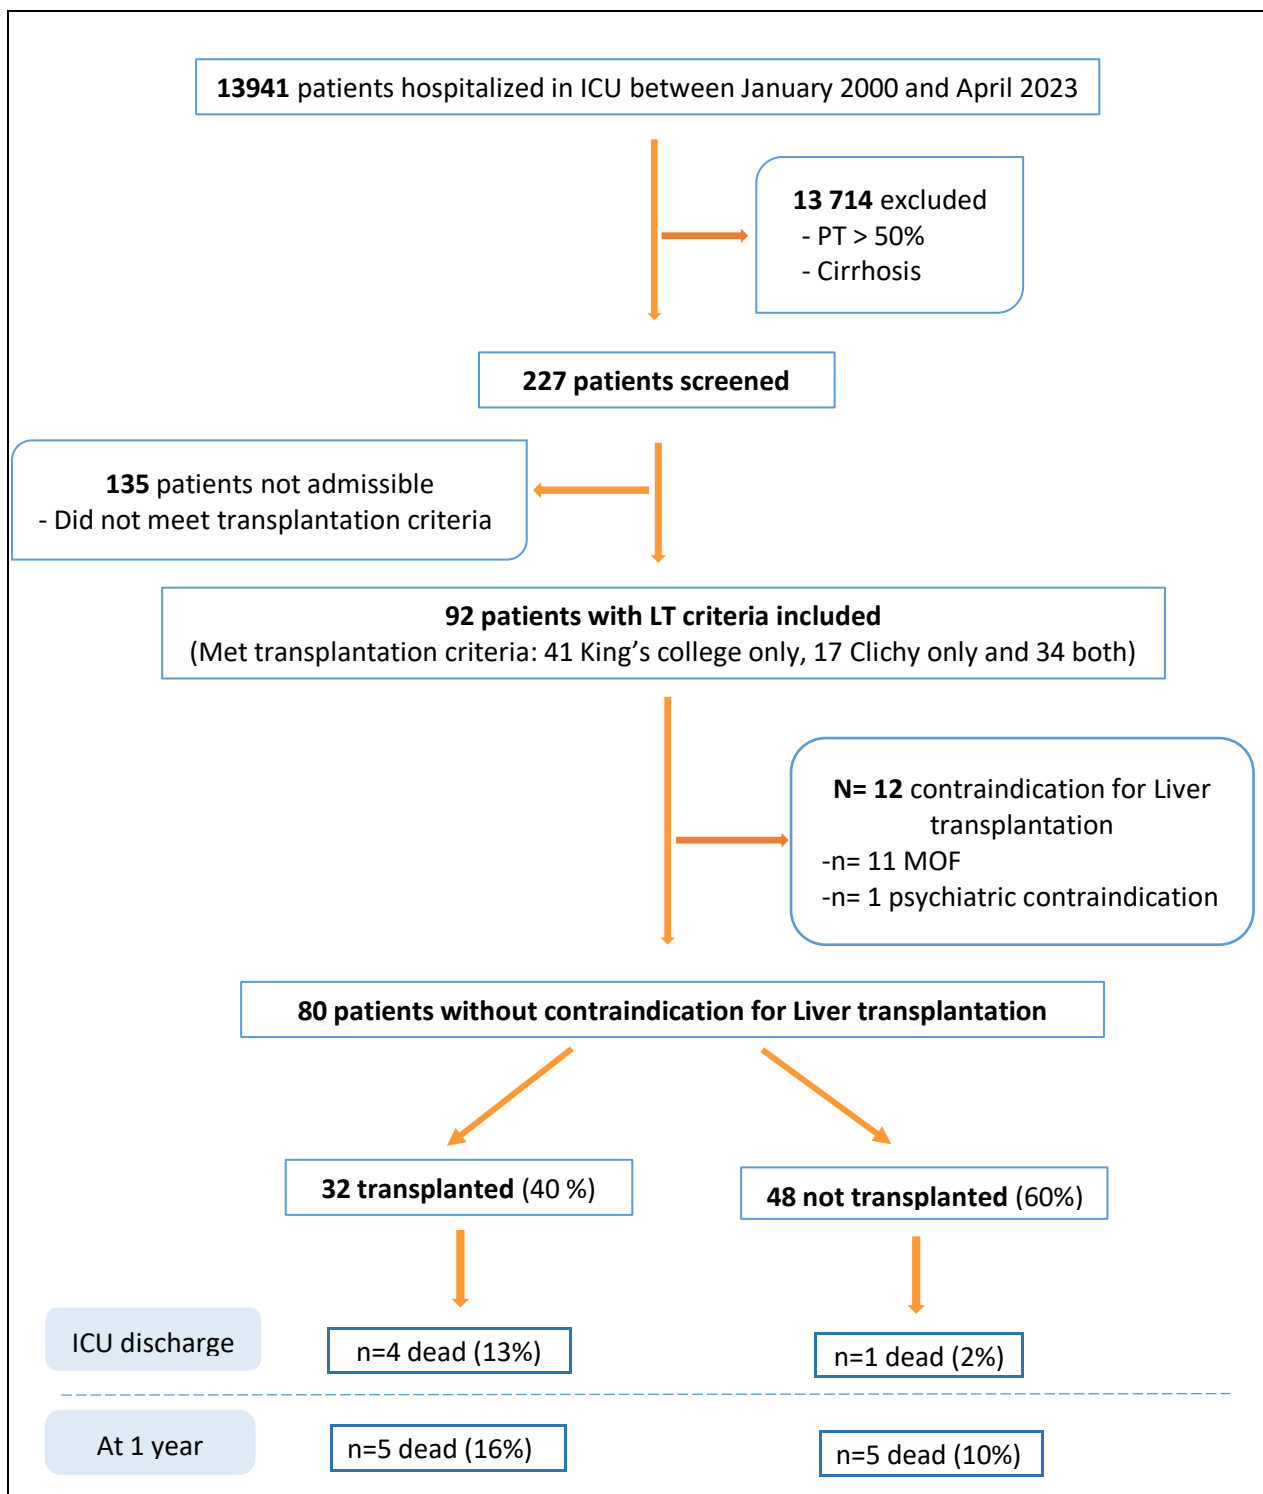 13941 patients hospitalized in ICU between January 2000 and April 2023
13 714 excluded
- PT > 50%
- Cirrhosis
227 patients screened
135 patients not admissible
- Did not meet transplantation criteria
92 patients with LT criteria included
(Met transplantation criteria: 41 King’s college only, 17 Clichy only and 34 both)
N= 12 contraindication for Liver
transplantation
-n= 11 MOF
-n= 1 psychiatric contraindication
80 patients without contraindication for Liver transplantation
32 transplanted (40 %)
48 not transplanted (60%)
ICU discharge
n=4 dead (13%)
n=1 dead (2%)
At 1 year
n=5 dead (16%)
n=5 dead (10%)